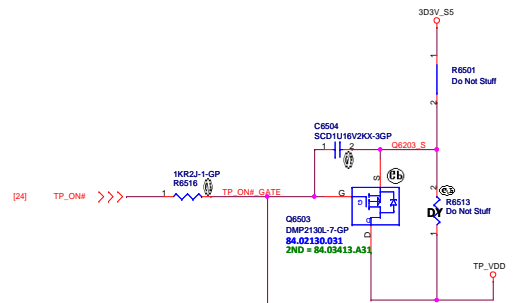 3D3V_S5
1
R6501
Do Not Stuff
2
C6504
SCD1U16V2KX-3GP
1 2
Q6203_S
1KR2J-1-GP
R6516
[24] TP_ON#
1 2
TP_ON#_GATE
S
G
G
D
D
Q6503
DMP2130L-7-GP
84.02130.031
2ND = 84.03413.A31
2
R6513
DY
Do Not Stuff
1
TP_VDD